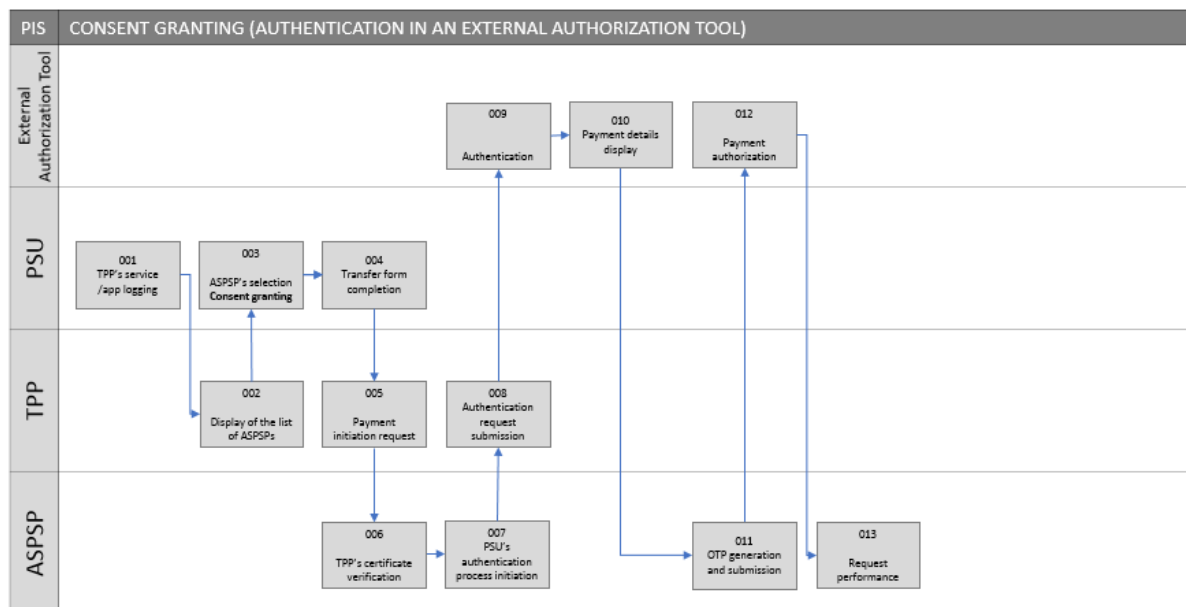 PIS
CONSENT GRANTING (AUTHENTICATION IN AN EXTERNAL AUTHORIZATION TOOL)
External
Authorization Tool
009
Authentication
010
Payment details
display
012
Payment
authorization
PSU
001
TPP's service
/app logging
003
ASPSP's selection
Consent granting
004
Transfer form
completion
TPP
002
Display of the list
of ASPSPs
005
Payment
initiation request
008
Authentication
request
submission
ASPSP
006
TPP's certificate
verification
007
PSU's
authentication
process initiation
011
OTP generation
and submission
013
Request
performance